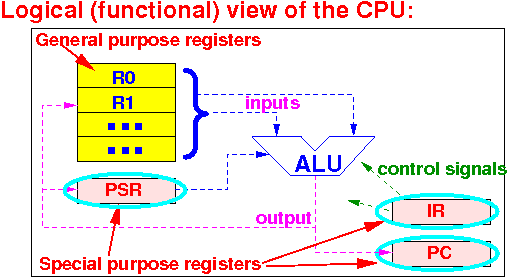 Logical (functional) view of the CPU:
General purpose registers
R0
R1
inputs
ALU
PSR
control signals
output
IR
PC
Special purpose registers